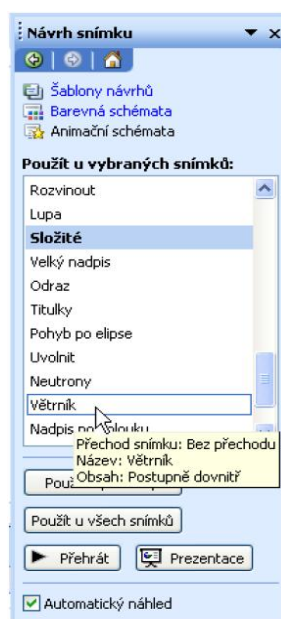 Návrh snímku
Šablony návrhů
Barevná schémata
Animační schémata
Použít u vybraných snímků:
Rozvinout
Lupa
Složité
Velký nadpis
Odraz
Titulky
Pohyb po elipse
Uvolnit
Neutrony
Větrník
Nadpis
Přechod snímku: Bez přechodu
Název: Větrník
Obsah: Postupně dovnitř
Použít u všech snímků
Přehrát
Prezentace
Automatický náhled